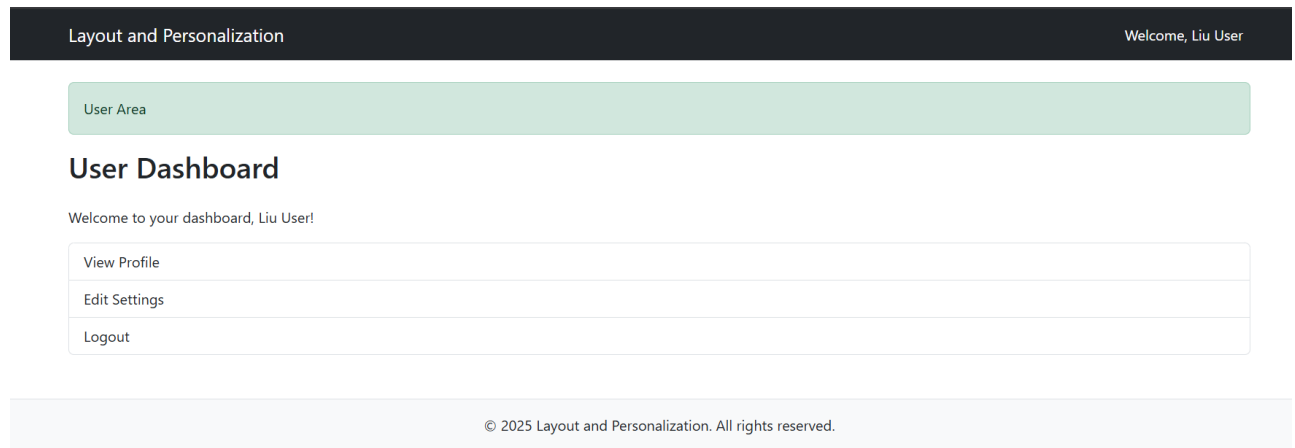 Layout and Personalization
Welcome, Liu User
User Area
User Dashboard
Welcome to your dashboard, Liu User!
View Profile
Edit Settings
Logout
© 2025 Layout and Personalization. All rights reserved.